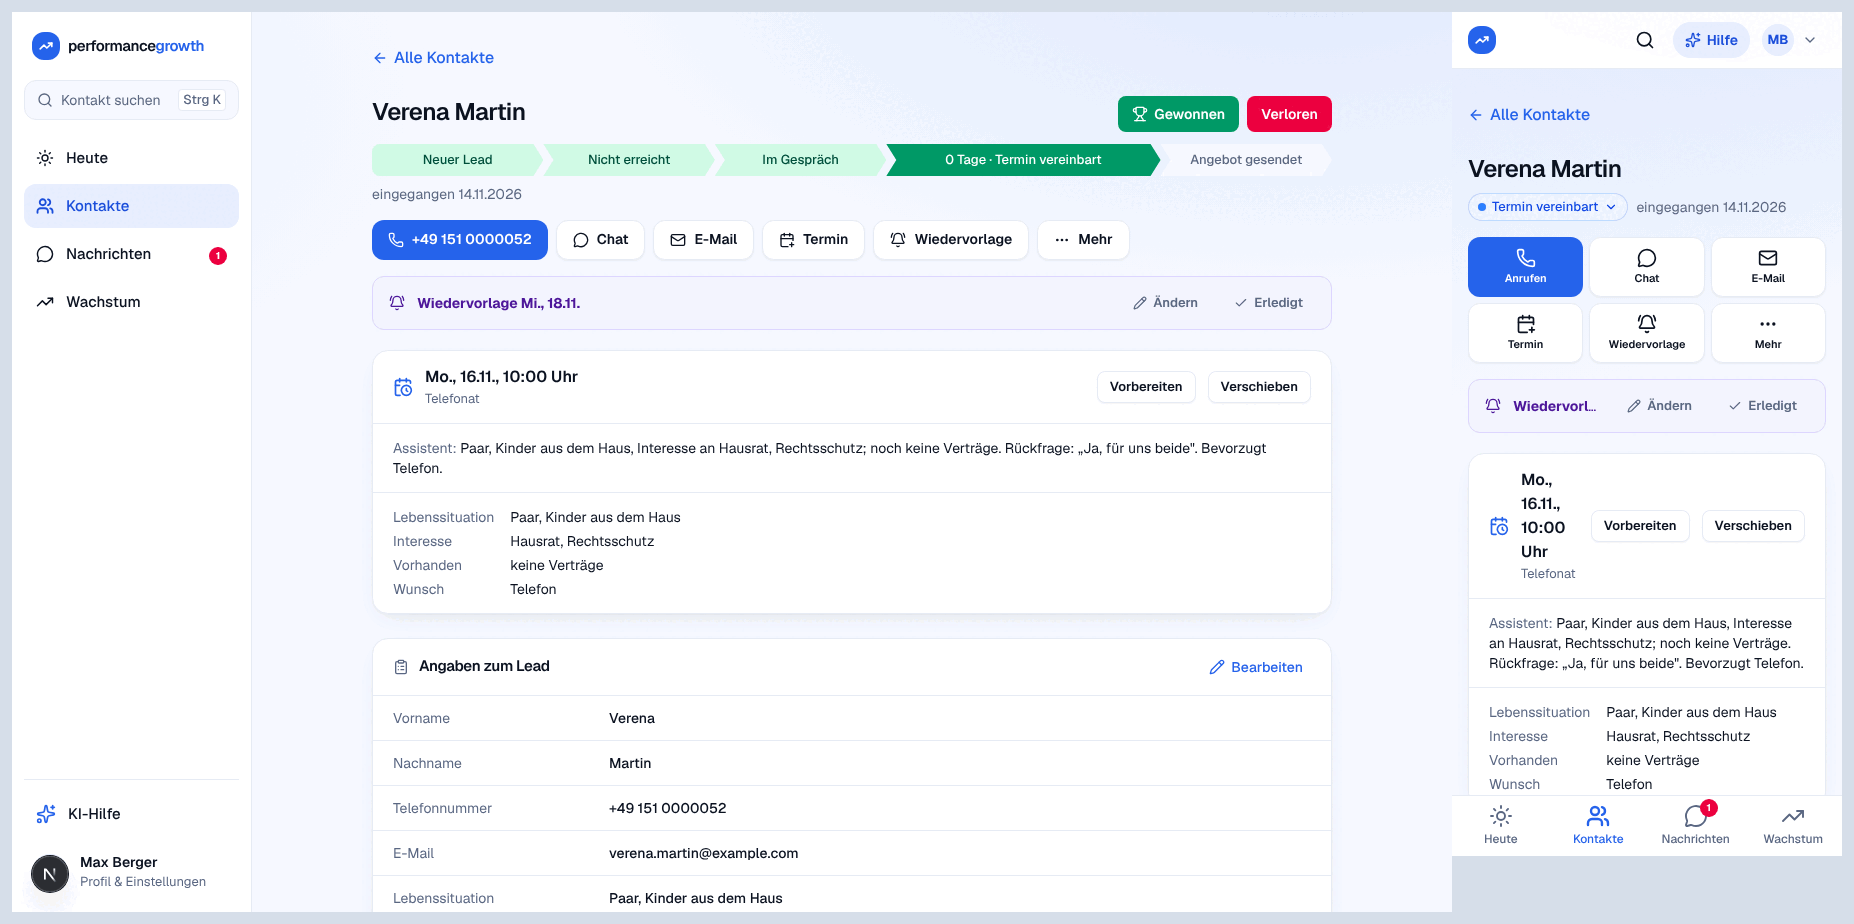 performancegrowth
Kontakt suchen
Strg K
Heute
Kontakte
Nachrichten
1
Wachstum
KI-Hilfe
N
Max Berger
Profil & Einstellungen
Alle Kontakte
Verena Martin
Gewonnen
Verloren
Neuer Lead
Nicht erreicht
Im Gespräch
0 Tage · Termin vereinbart
Angebot gesendet
eingegangen 14.11.2026
+49 151 0000052
Chat
E-Mail
Termin
Wiedervorlage
Mehr
Wiedervorlage Mi., 18.11.
Ändern
Erledigt
Mo., 16.11., 10:00 Uhr
Telefonat
Vorbereiten
Verschieben
Assistent: Paar, Kinder aus dem Haus, Interesse an Hausrat, Rechtsschutz; noch keine Verträge. Rückfrage: „Ja, für uns beide". Bevorzugt
Telefon.
Lebenssituation Paar, Kinder aus dem Haus
Interesse Hausrat, Rechtsschutz
Vorhanden keine Verträge
Wunsch Telefon
Angaben zum Lead
Bearbeiten
Vorname Verena
Nachname Martin
Telefonnummer +49 151 0000052
E-Mail verena.martin@example.com
Lebenssituation Paar, Kinder aus dem Haus
Hilfe
MB
Alle Kontakte
Verena Martin
Termin vereinbart
eingegangen 14.11.2026
Anrufen
Chat
E-Mail
Termin
Wiedervorlage
Mehr
Wiedervorl...
Ändern
Erledigt
Mo.,
16.11.,
10:00
Uhr
Telefonat
Vorbereiten
Verschieben
Assistent: Paar, Kinder aus dem Haus, Interesse
an Hausrat, Rechtsschutz; noch keine Verträge.
Rückfrage: „Ja, für uns beide". Bevorzugt Telefon.
Lebenssituation Paar, Kinder aus dem Haus
Interesse Hausrat, Rechtsschutz
Vorhanden keine Verträge
Wunsch Telefon
Heute
Kontakte
1
Nachrichten
Wachstum